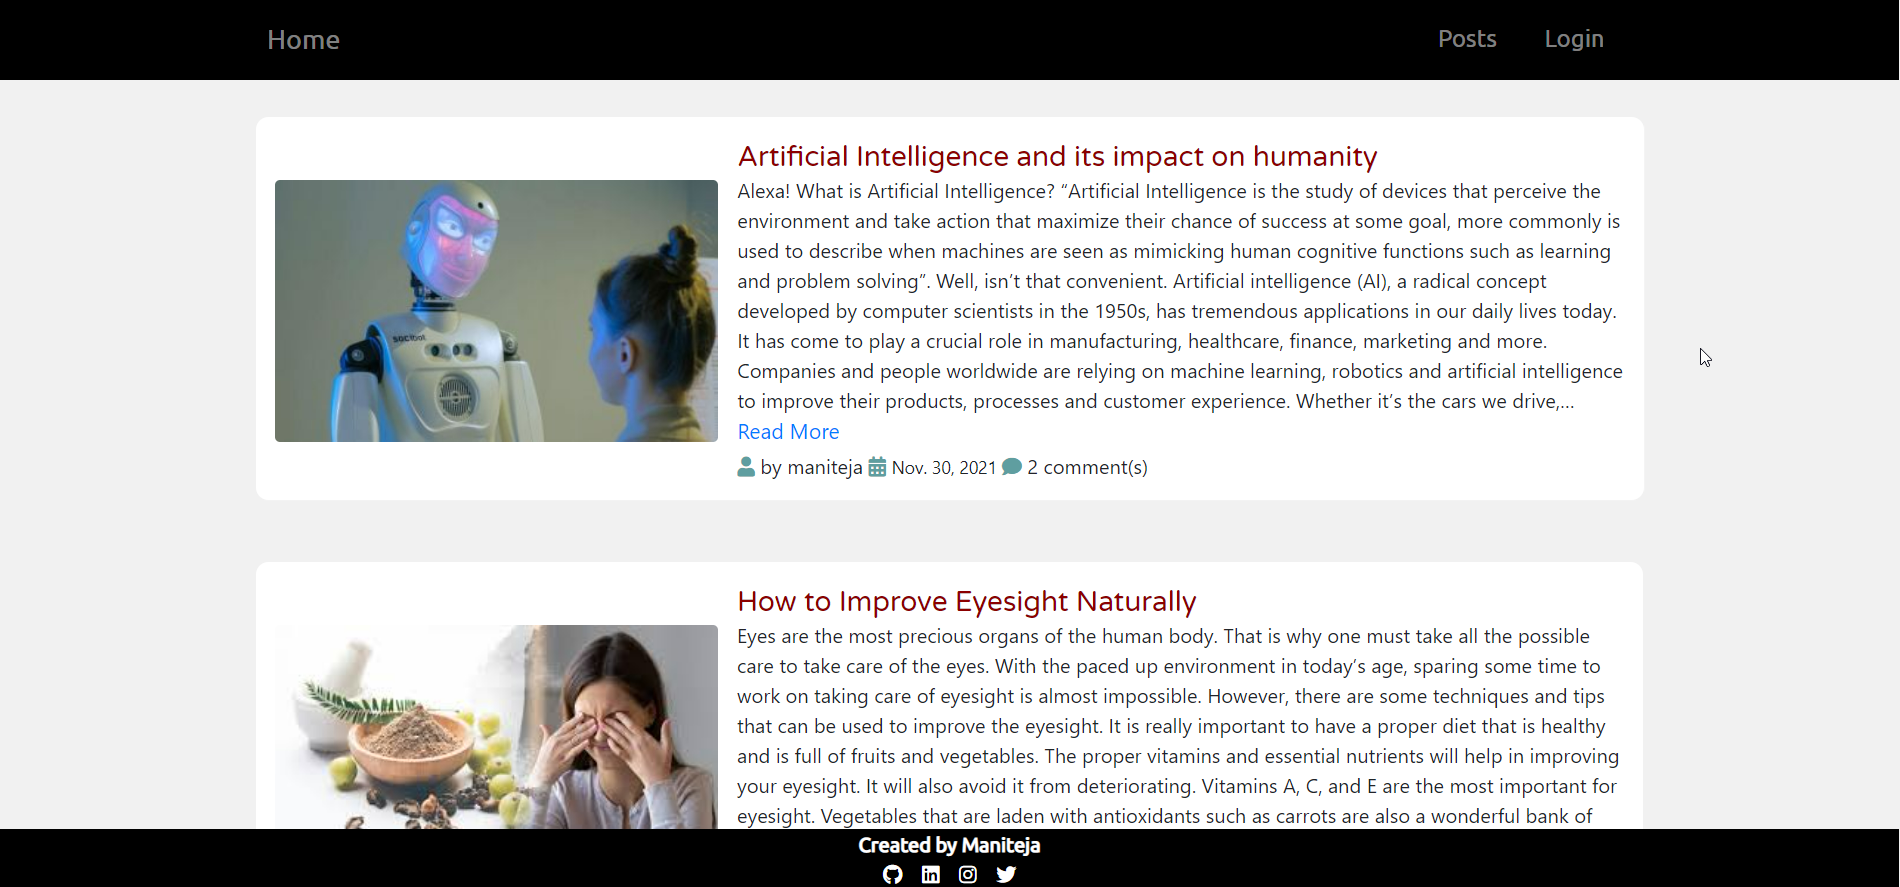 Home
Posts
Login
Artificial Intelligence and its impact on humanity
Alexa! What is Artificial Intelligence? “Artificial Intelligence is the study of devices that perceive the
environment and take action that maximize their chance of success at some goal, more commonly is
used to describe when machines are seen as mimicking human cognitive functions such as learning
and problem solving”. Well, isn’t that convenient. Artificial intelligence (AI), a radical concept
developed by computer scientists in the 1950s, has tremendous applications in our daily lives today.
It has come to play a crucial role in manufacturing, healthcare, finance, marketing and more.
Companies and people worldwide are relying on machine learning, robotics and artificial intelligence
to improve their products, processes and customer experience. Whether it’s the cars we drive,...
Read More
by maniteja Nov. 30, 2021 2 comment(s)
socibot
How to Improve Eyesight Naturally
Eyes are the most precious organs of the human body. That is why one must take all the possible
care to take care of the eyes. With the paced up environment in today’s age, sparing some time to
work on taking care of eyesight is almost impossible. However, there are some techniques and tips
that can be used to improve the eyesight. It is really important to have a proper diet that is healthy
and is full of fruits and vegetables. The proper vitamins and essential nutrients will help in improving
your eyesight. It will also avoid it from deteriorating. Vitamins A, C, and E are the most important for
eyesight. Vegetables that are laden with antioxidants such as carrots are also a wonderful bank of
Created by Maniteja